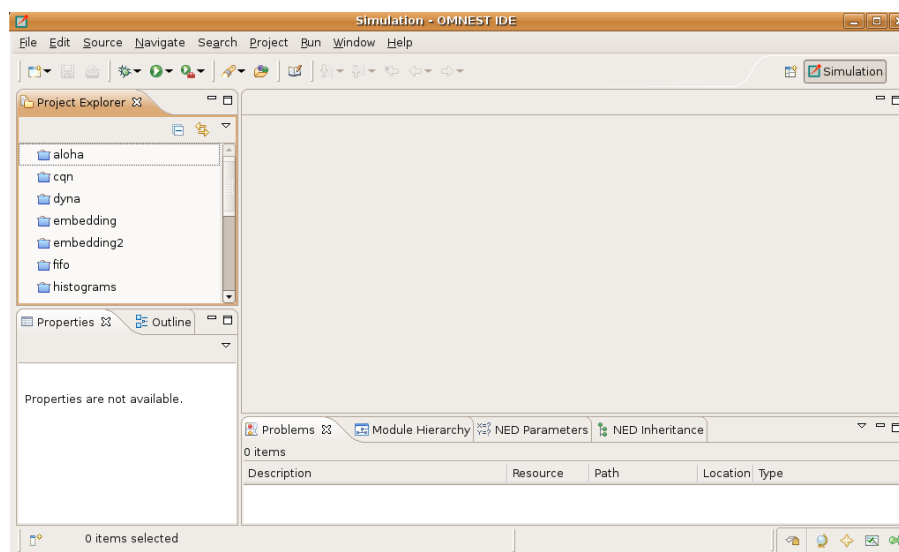 Simulation - OMNEST IDE
File Edit Source Navigate Search Project Run Window Help
Simulation
Project Explorer
aloha
cqn
dyna
embedding
embedding2
fifo
histograms
Properties Outline
Properties are not available.
Problems Module Hierarchy NED Parameters NED Inheritance
0 items
Description Resource Path Location Type
0 items selected